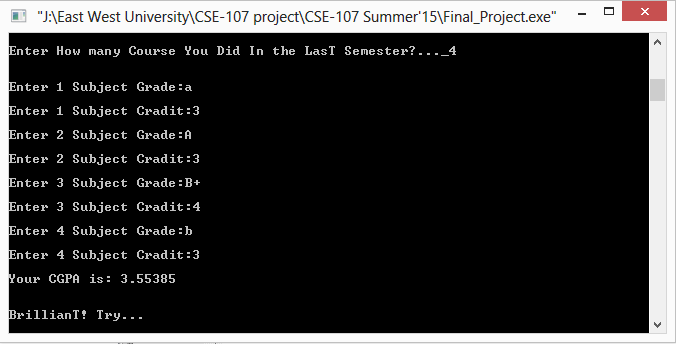 "J:\East West University\CSE-107 project\CSE-107 Summer'15\Final_Project.exe"
Enter How many Course You Did In the LasT Semester?..._4
Enter 1 Subject Grade:a
Enter 1 Subject Cradit:3
Enter 2 Subject Grade:A
Enter 2 Subject Cradit:3
Enter 3 Subject Grade:B+
Enter 3 Subject Cradit:4
Enter 4 Subject Grade:b
Enter 4 Subject Cradit:3
Your CGPA is: 3.55385
BrillianT! Try...